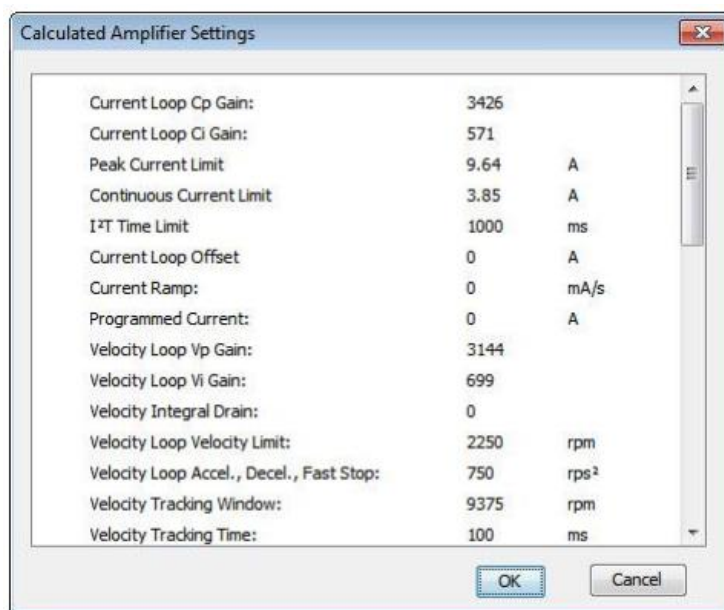 Calculated Amplifier Settings
Current Loop Cp Gain: 3426
Current Loop Ci Gain: 571
Peak Current Limit 9.64 A
Continuous Current Limit 3.85 A
I²T Time Limit 1000 ms
Current Loop Offset 0 A
Current Ramp: 0 mA/s
Programmed Current: 0 A
Velocity Loop Vp Gain: 3144
Velocity Loop Vi Gain: 699
Velocity Integral Drain: 0
Velocity Loop Velocity Limit: 2250 rpm
Velocity Loop Accel., Decel., Fast Stop: 750 rps²
Velocity Tracking Window: 9375 rpm
Velocity Tracking Time: 100 ms
OK Cancel